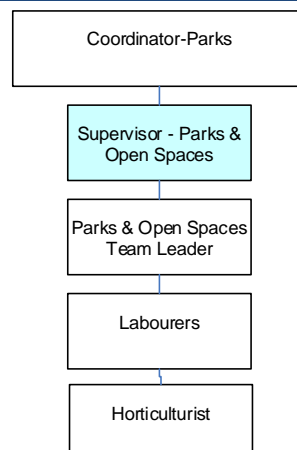 Coordinator-Parks
Supervisor - Parks &
Open Spaces
Parks & Open Spaces
Team Leader
Labourers
Horticulturist